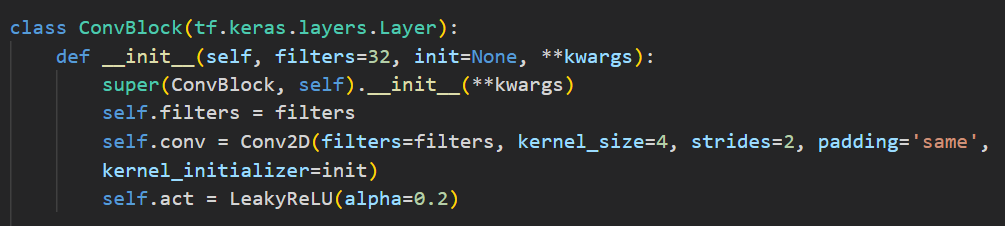 class ConvBlock(tf.keras.layers.Layer):
    def __init__(self, filters=32, init=None, **kwargs):
        super(ConvBlock, self).__init__(**kwargs)
        self.filters = filters
        self.conv = Conv2D(filters=filters, kernel_size=4, strides=2, padding='same',
        kernel_initializer=init)
        self.act = LeakyReLU(alpha=0.2)